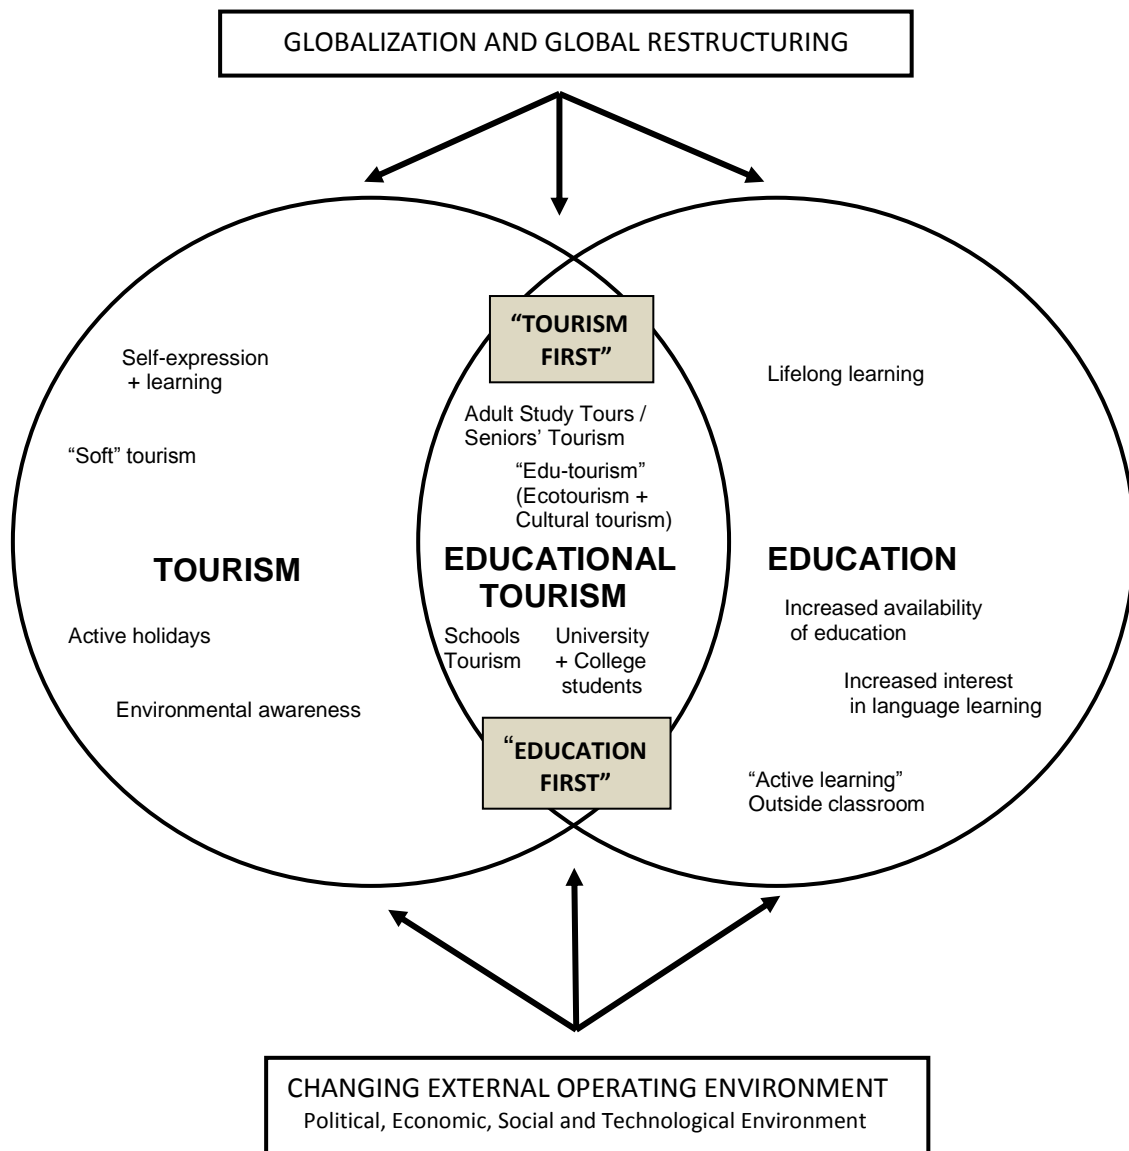 GLOBALIZATION AND GLOBAL RESTRUCTURING
“TOURISM
FIRST”
Self-expression
+ learning
Lifelong learning
Adult Study Tours /
Seniors’ Tourism
“Soft” tourism
“Edu-tourism”
(Ecotourism +
Cultural tourism)
TOURISM
EDUCATIONAL
TOURISM
EDUCATION
Increased availability
of education
Active holidays
Schools
Tourism
University
+ College
students
Increased interest
in language learning
Environmental awareness
“EDUCATION
FIRST”
“Active learning”
Outside classroom
CHANGING EXTERNAL OPERATING ENVIRONMENT
Political, Economic, Social and Technological Environment